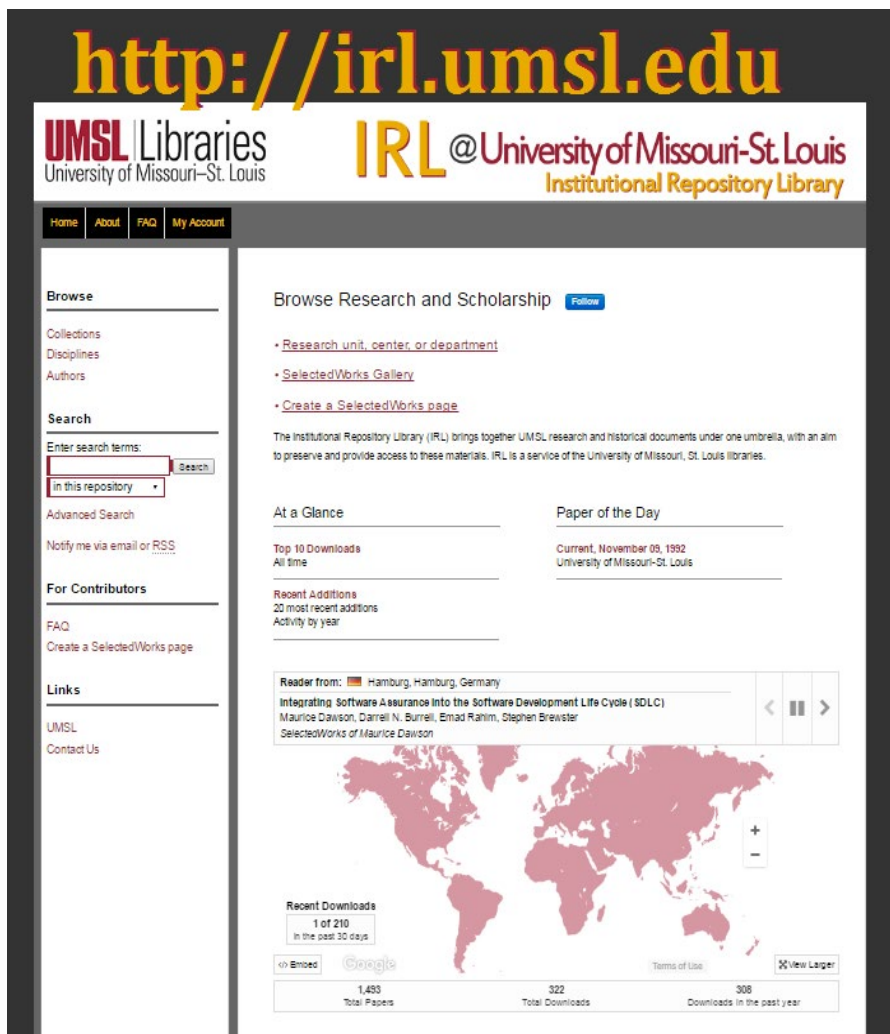 http://irl.umsl.edu
UMSL Libraries
University of Missouri–St. Louis
IRL @ University of Missouri-St. Louis
Institutional Repository Library
Home About FAQ My Account
Browse
Collections
Disciplines
Authors
Search
Enter search terms:
Search
in this repository
Advanced Search
Notify me via email or RSS
For Contributors
FAQ
Create a SelectedWorks page
Links
UMSL
Contact Us
Browse Research and Scholarship Follow
• Research unit, center, or department
• SelectedWorks Gallery
• Create a SelectedWorks page
The Institutional Repository Library (IRL) brings together UMSL research and historical documents under one umbrella, with an aim
to preserve and provide access to these materials. IRL is a service of the University of Missouri, St. Louis libraries.
At a Glance
Top 10 Downloads
All time
Recent Additions
20 most recent additions
Activity by year
Paper of the Day
Current, November 09, 1992
University of Missouri-St. Louis
Reader from: Hamburg, Hamburg, Germany
Integrating Software Assurance into the Software Development Life Cycle (SDLC)
Maurice Dawson, Darrell N. Burrell, Emad Rahim, Stephen Brewster
SelectedWorks of Maurice Dawson
+
−
Recent Downloads
1 of 210
in the past 30 days
</> Embed
Google
Terms of Use
View Larger
1,493 322 308
Total Papers Total Downloads Downloads in the past year